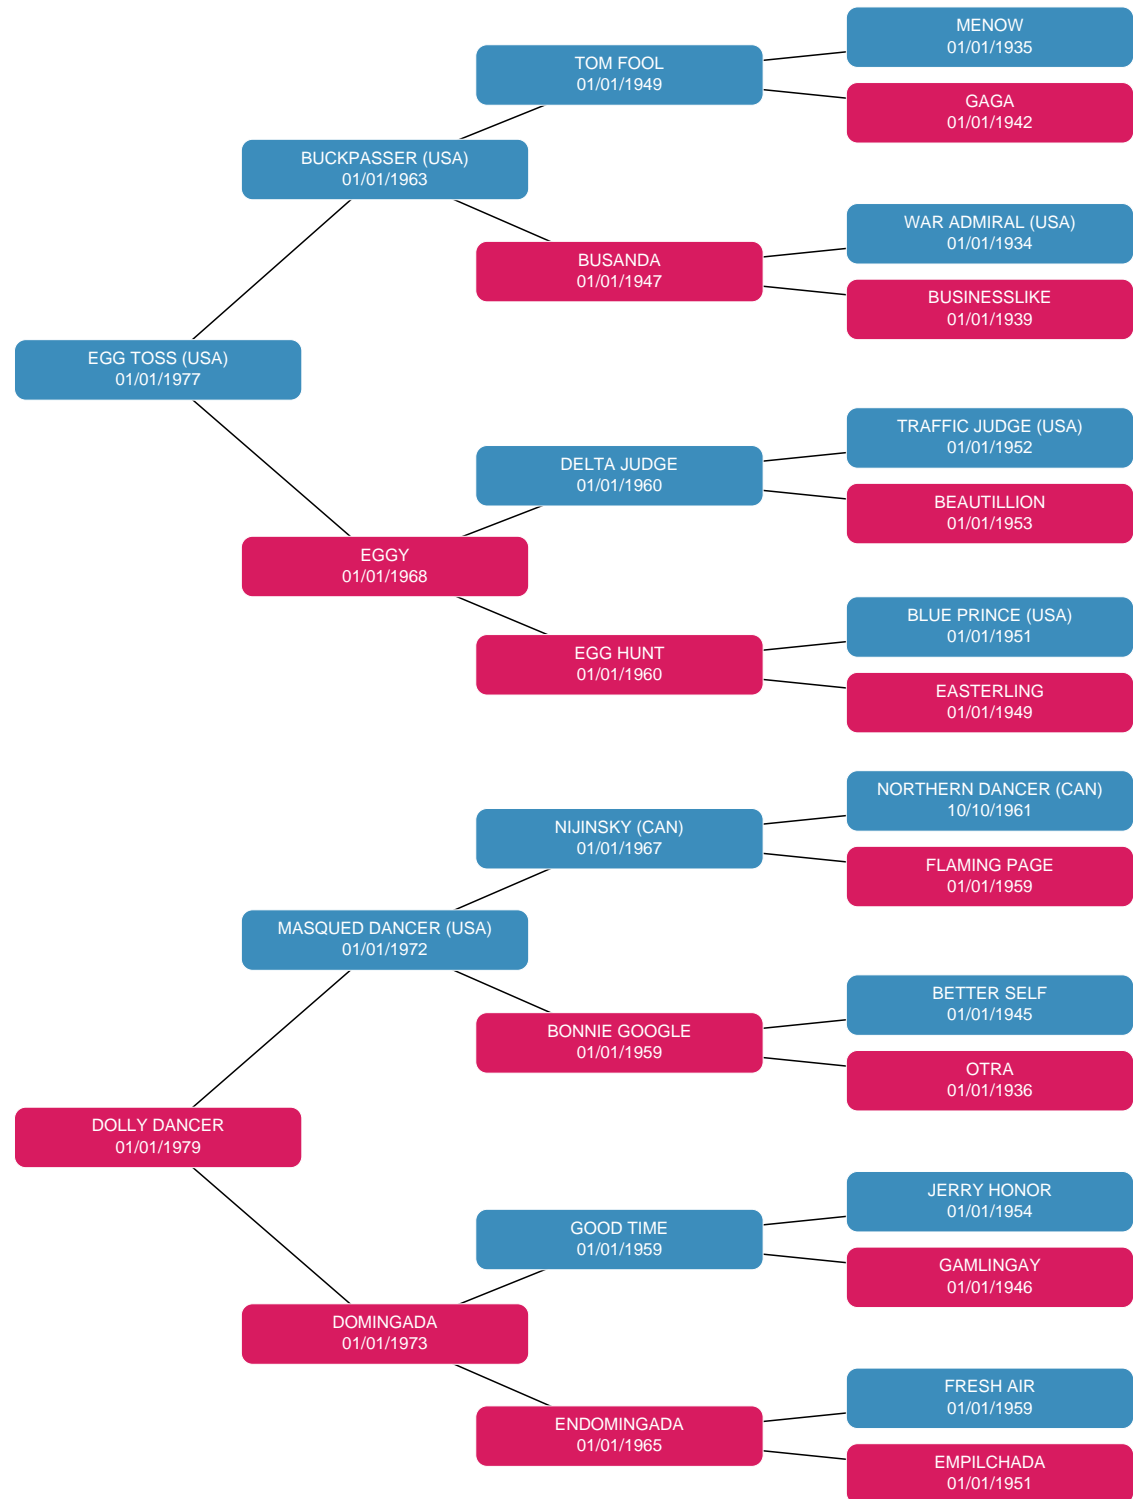 MENOW
01/01/1935
TOM FOOL
01/01/1949
GAGA
01/01/1942
BUCKPASSER (USA)
01/01/1963
WAR ADMIRAL (USA)
01/01/1934
BUSANDA
01/01/1947
BUSINESSLIKE
01/01/1939
EGG TOSS (USA)
01/01/1977
TRAFFIC JUDGE (USA)
01/01/1952
DELTA JUDGE
01/01/1960
BEAUTILLION
01/01/1953
EGGY
01/01/1968
BLUE PRINCE (USA)
01/01/1951
EGG HUNT
01/01/1960
EASTERLING
01/01/1949
NORTHERN DANCER (CAN)
10/10/1961
NIJINSKY (CAN)
01/01/1967
FLAMING PAGE
01/01/1959
MASQUED DANCER (USA)
01/01/1972
BETTER SELF
01/01/1945
BONNIE GOOGLE
01/01/1959
OTRA
01/01/1936
DOLLY DANCER
01/01/1979
JERRY HONOR
01/01/1954
GOOD TIME
01/01/1959
GAMLINGAY
01/01/1946
DOMINGADA
01/01/1973
FRESH AIR
01/01/1959
ENDOMINGADA
01/01/1965
EMPILCHADA
01/01/1951